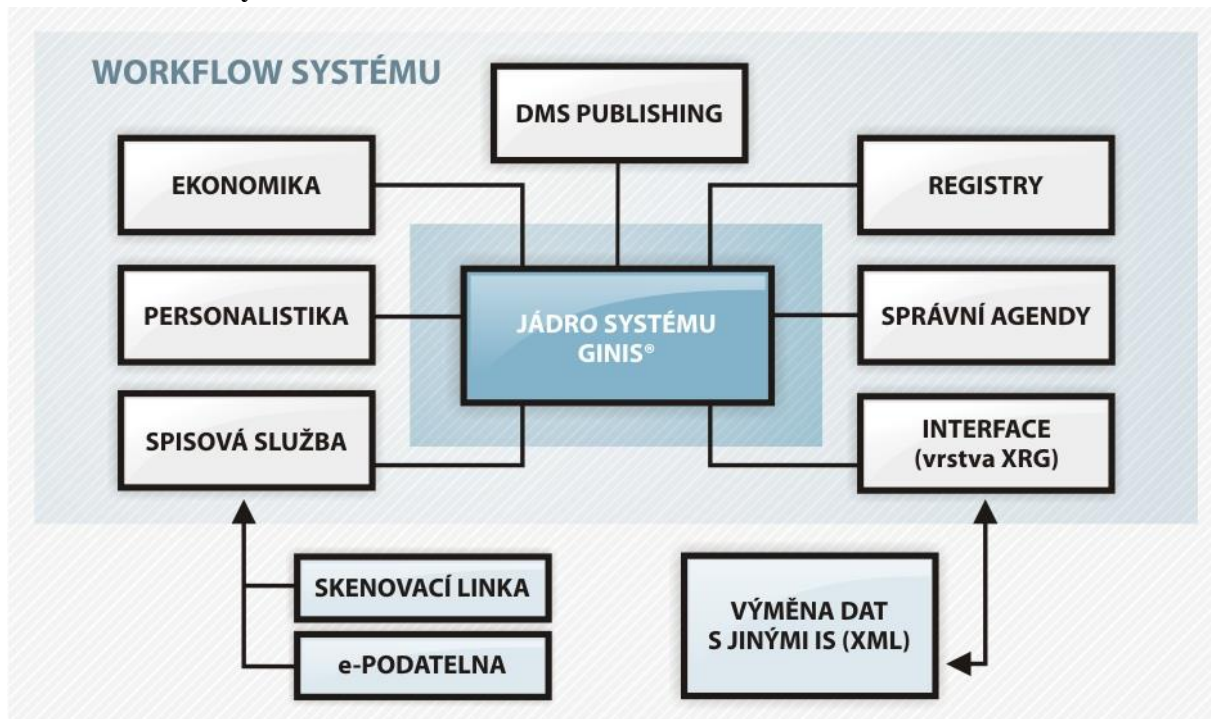 WORKFLOW SYSTÉMU
DMS PUBLISHING
EKONOMIKA
REGISTRY
PERSONALISTIKA
JÁDRO SYSTÉMU
GINIS®
SPRÁVNÍ AGENDY
SPISOVÁ SLUŽBA
INTERFACE
(vrstva XRG)
SKENOVACÍ LINKA
e-PODATELNA
VÝMĚNA DAT
S JINÝMI IS (XML)